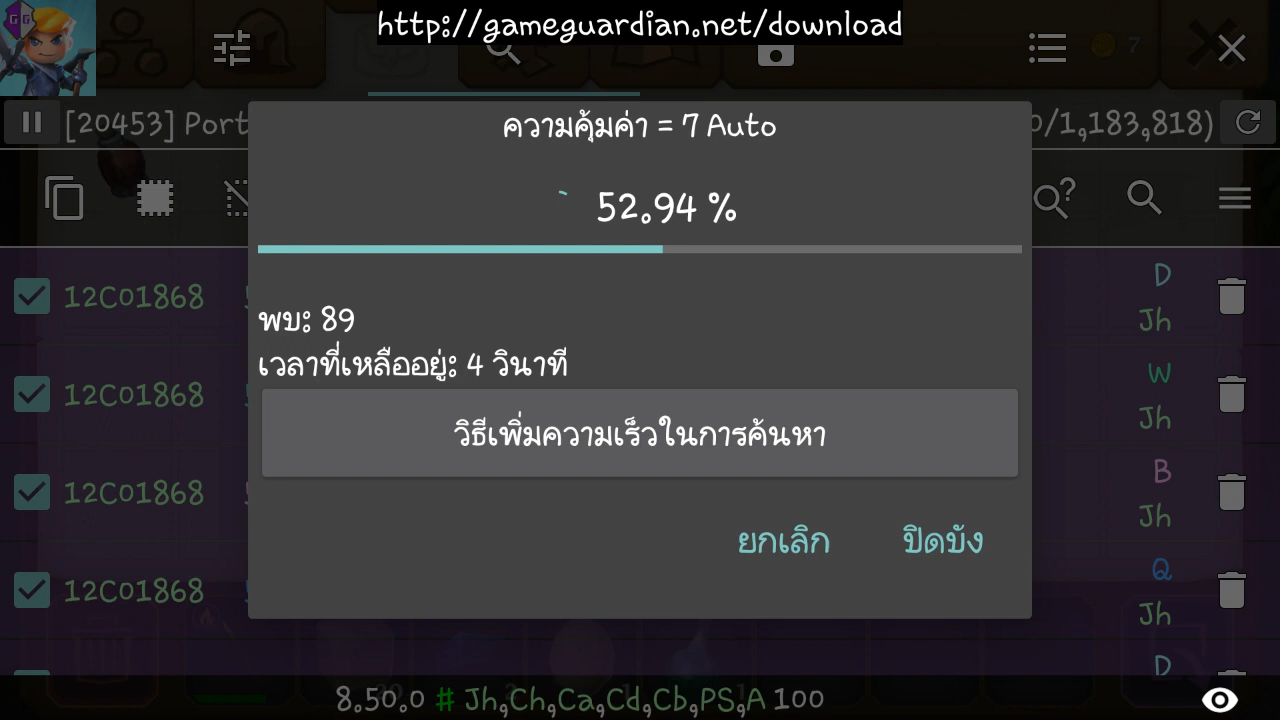 http://gameguardian.net/download
7
[20453] Port
0/1,183,818)
ความคุ้มค่า = 7 Auto
52.94 %
พบ: 89
เวลาที่เหลืออยู่: 4 วินาที
วิธีเพิ่มความเร็วในการค้นหา
ยกเลิก ปิดบัง
12C01868
D
Jh
12C01868
W
Jh
12C01868
B
Jh
12C01868
Q
Jh
D
8.50.0 # Jh,Ch,Ca,Cd,Cb,PS,A 100